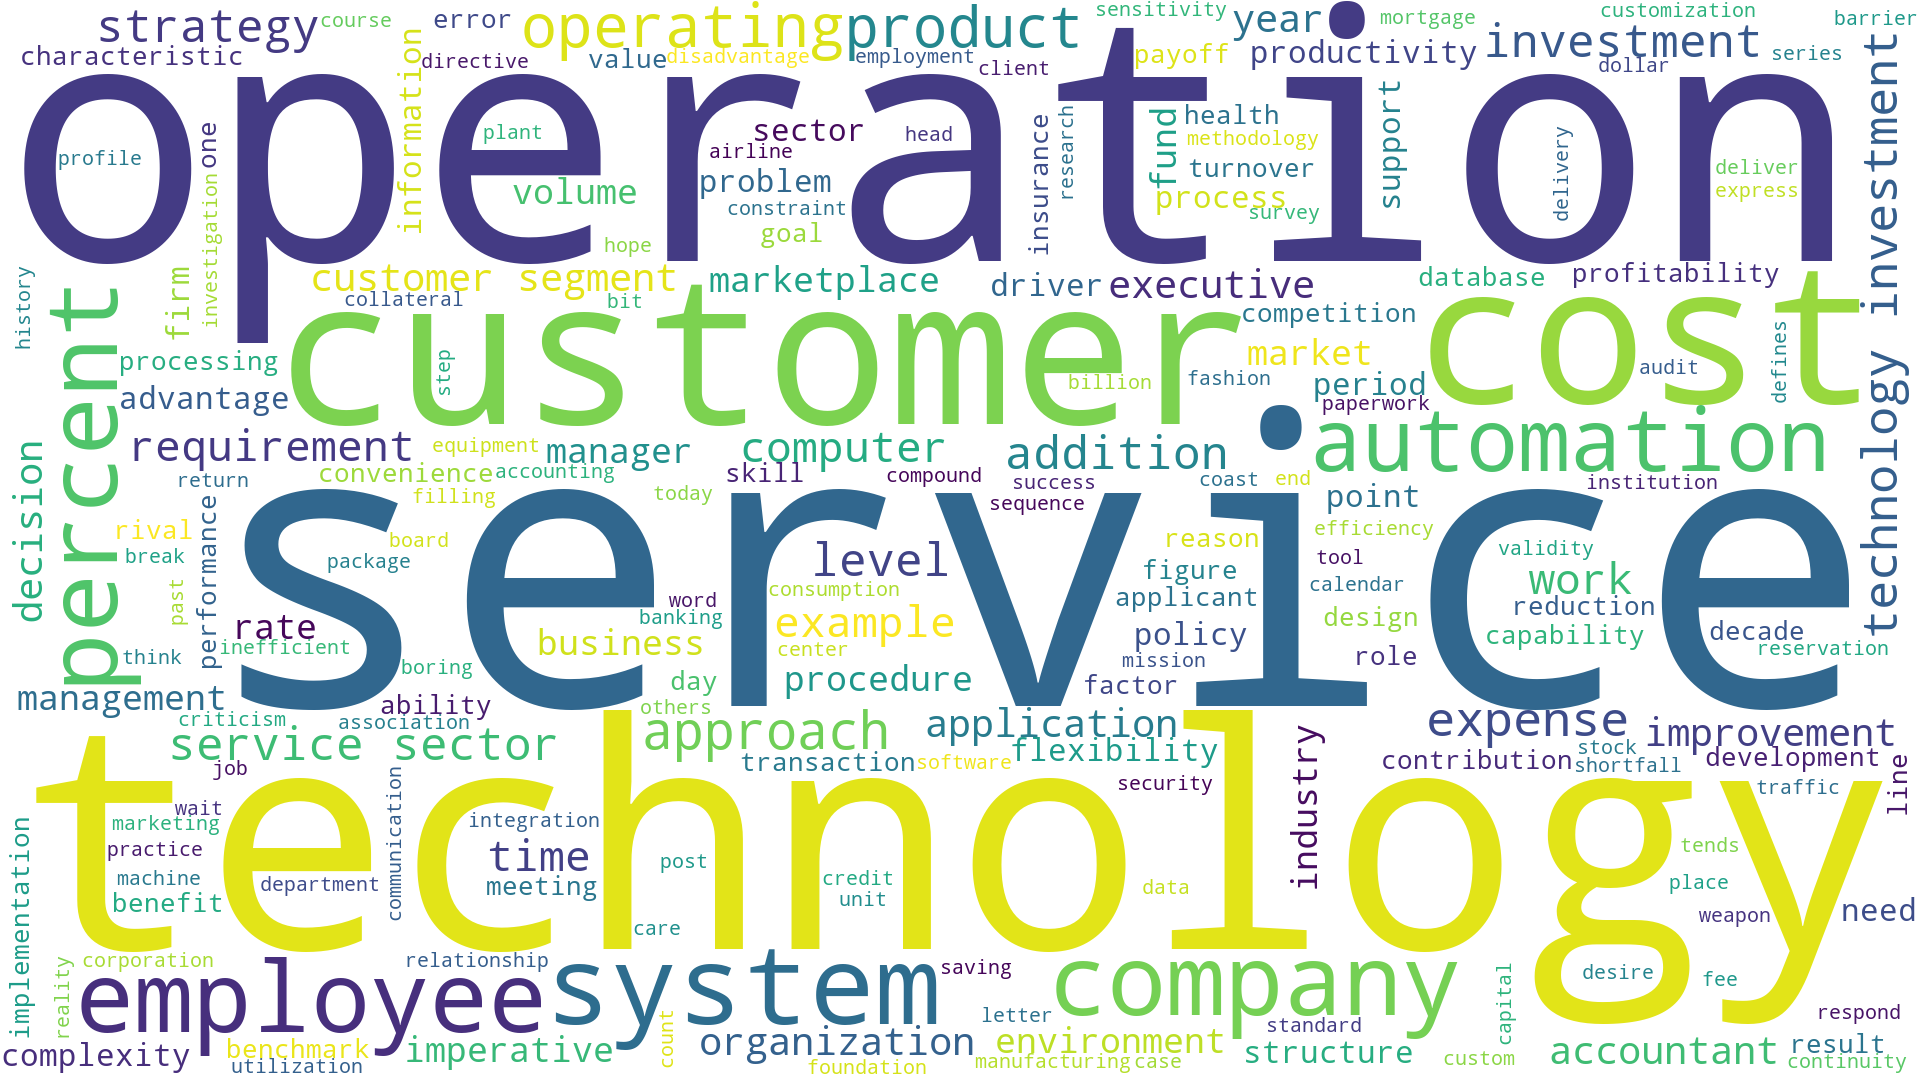 strategy
course
error
operating
product
sensitivity
year
mortgage
customization
barrier
characteristic
information
directive
value
disadvantage
employment
client
payoff
productivity
investment
dollar
series
operation
profile
one
plant
sector
head
airline
insurance
research
fund
health
methodology
support
delivery
deliver
express
technology investment
investigation
volume
problem
constraint
goal
hope
turnover
process
survey
history
firm
percent
customer segment
collateral
bit
marketplace
driver
executive
database
profitability
customer
cost
competition
processing
advantage
step
billion
fashion
market
period
paperwork
audit
defines
requirement
equipment
manager
computer
addition
automation
decision
return
convenience
accounting
filling
today
skill
compound
success
sequence
coast
end
point
institution
efficiency
service
rival
break
performance
board
package
level
reason
tool
validity
past
word
banking
consumption
figure
applicant
calendar
work
reduction
rate
inefficient
business
example
center
policy
design
capability
decade
reservation
think
boring
mission
role
management
ability
day
procedure
factor
criticism
association
others
service sector
approach
application
flexibility
expense
improvement
technology
job
transaction
software
security
industry
contribution
stock
shortfall
development
traffic
line
wait
marketing
practice
machine
benefit
department
communication
integration
time
meeting
post
credit
unit
data
tends
place
weapon
need
implementation
care
corporation
relationship
saving
reality
employee
system
company
desire
fee
capital
letter
respond
complexity
benchmark
utilization
imperative
count
organization
foundation
environment
manufacturing
case
standard
structure
custom
accountant
result
continuity